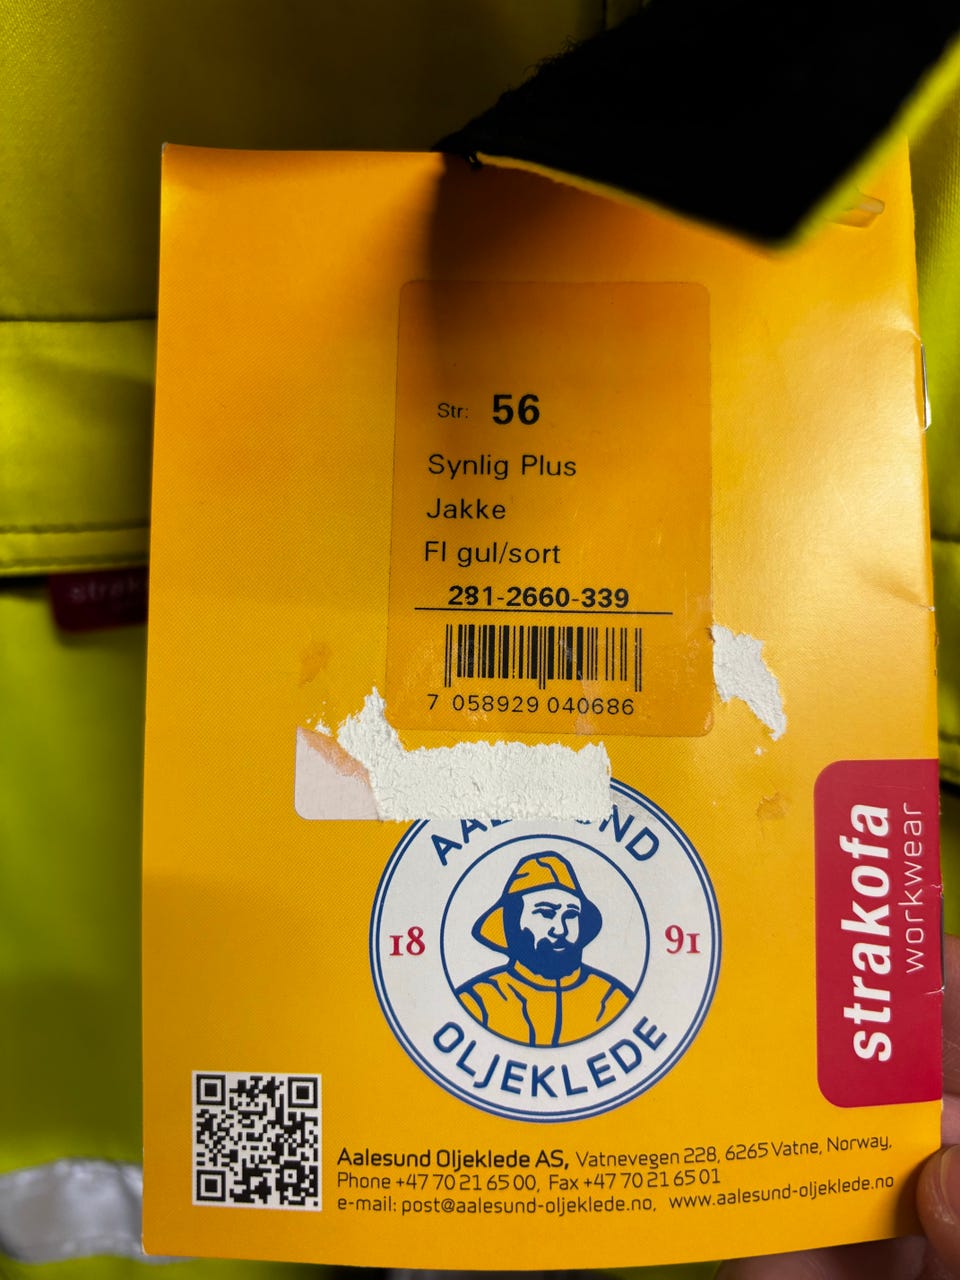 Str: 56
Synlig Plus
Jakke
Fl gul/sort
281-2660-339
7 058929 040686
OLJEKLEDE
18 91
strakofa
workwear
Aalesund Oljeklede AS, Vatnevegen 228, 6265 Vatne, Norway,
Phone +47 70 21 65 00, Fax +47 70 21 65 01
e-mail: post@aalesund-oljeklede.no, www.aalesund-oljeklede.no